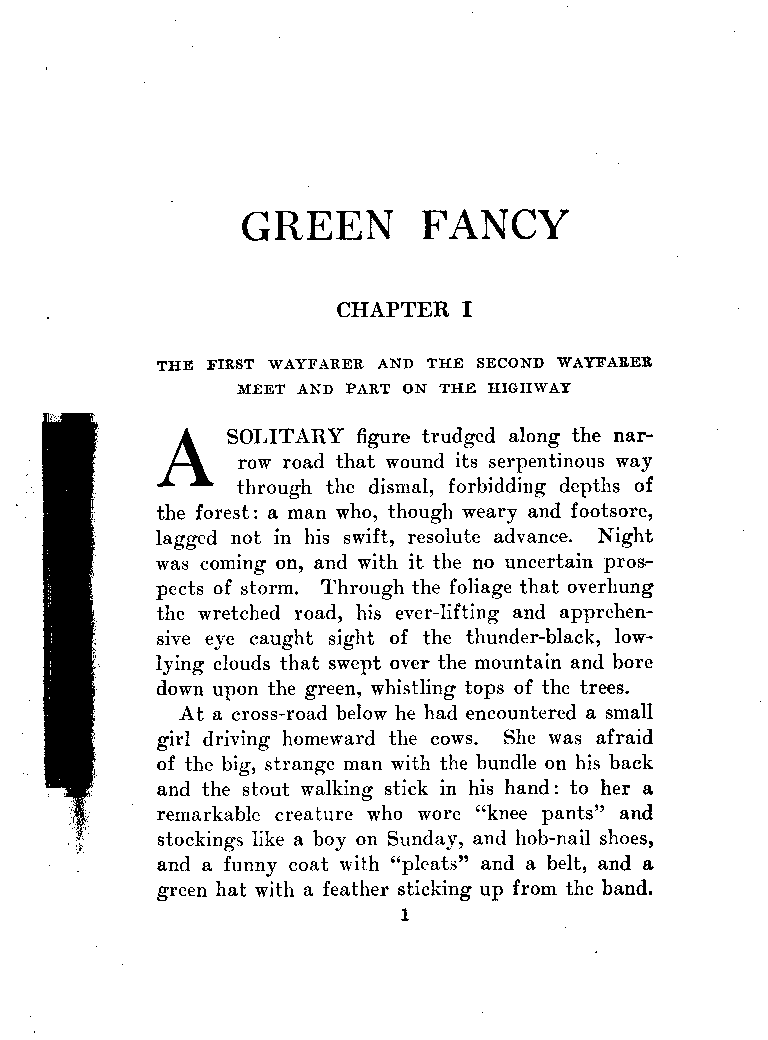 GREEN FANCY
CHAPTER I
THE FIRST WAYFARER AND THE SECOND WAYFARER
MEET AND PART ON THE HIGHWAY
A SOLITARY figure trudged along the nar-
row road that wound its serpentinous way
through the dismal, forbidding depths of
the forest: a man who, though weary and footsore,
lagged not in his swift, resolute advance. Night
was coming on, and with it the no uncertain pros-
pects of storm. Through the foliage that overhung
the wretched road, his ever-lifting and apprehen-
sive eye caught sight of the thunder-black, low-
lying clouds that swept over the mountain and bore
down upon the green, whistling tops of the trees.
At a cross-road below he had encountered a small
girl driving homeward the cows. She was afraid
of the big, strange man with the bundle on his back
and the stout walking stick in his hand: to her a
remarkable creature who wore “knee pants” and
stockings like a boy on Sunday, and hob-nail shoes,
and a funny coat with “pleats” and a belt, and a
green hat with a feather sticking up from the band.
1